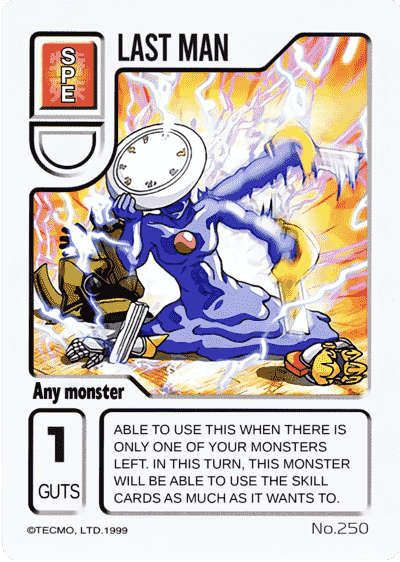 SPE
LAST MAN
Any monster
1
GUTS
ABLE TO USE THIS WHEN THERE IS
ONLY ONE OF YOUR MONSTERS
LEFT. IN THIS TURN, THIS MONSTER
WILL BE ABLE TO USE THE SKILL
CARDS AS MUCH AS IT WANTS TO.
©TECMO, LTD.1999
No.250